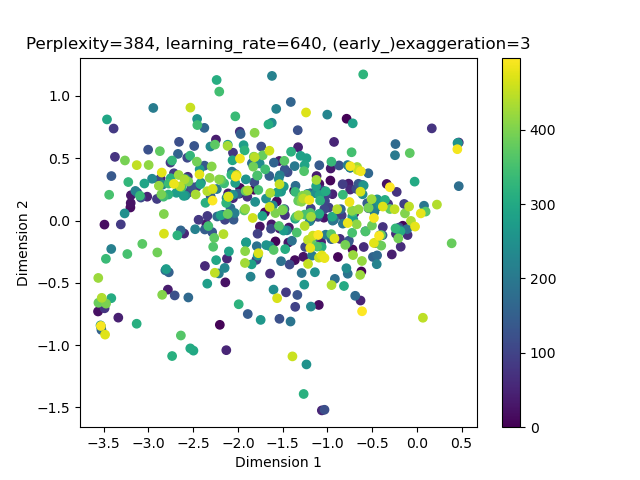 Perplexity=384, learning_rate=640, (early_)exaggeration=3
Dimension 2
1.0
0.5
0.0
−0.5
−1.0
−1.5
−3.5 −3.0 −2.5 −2.0 −1.5 −1.0 −0.5 0.0 0.5
Dimension 1
400
300
200
100
0